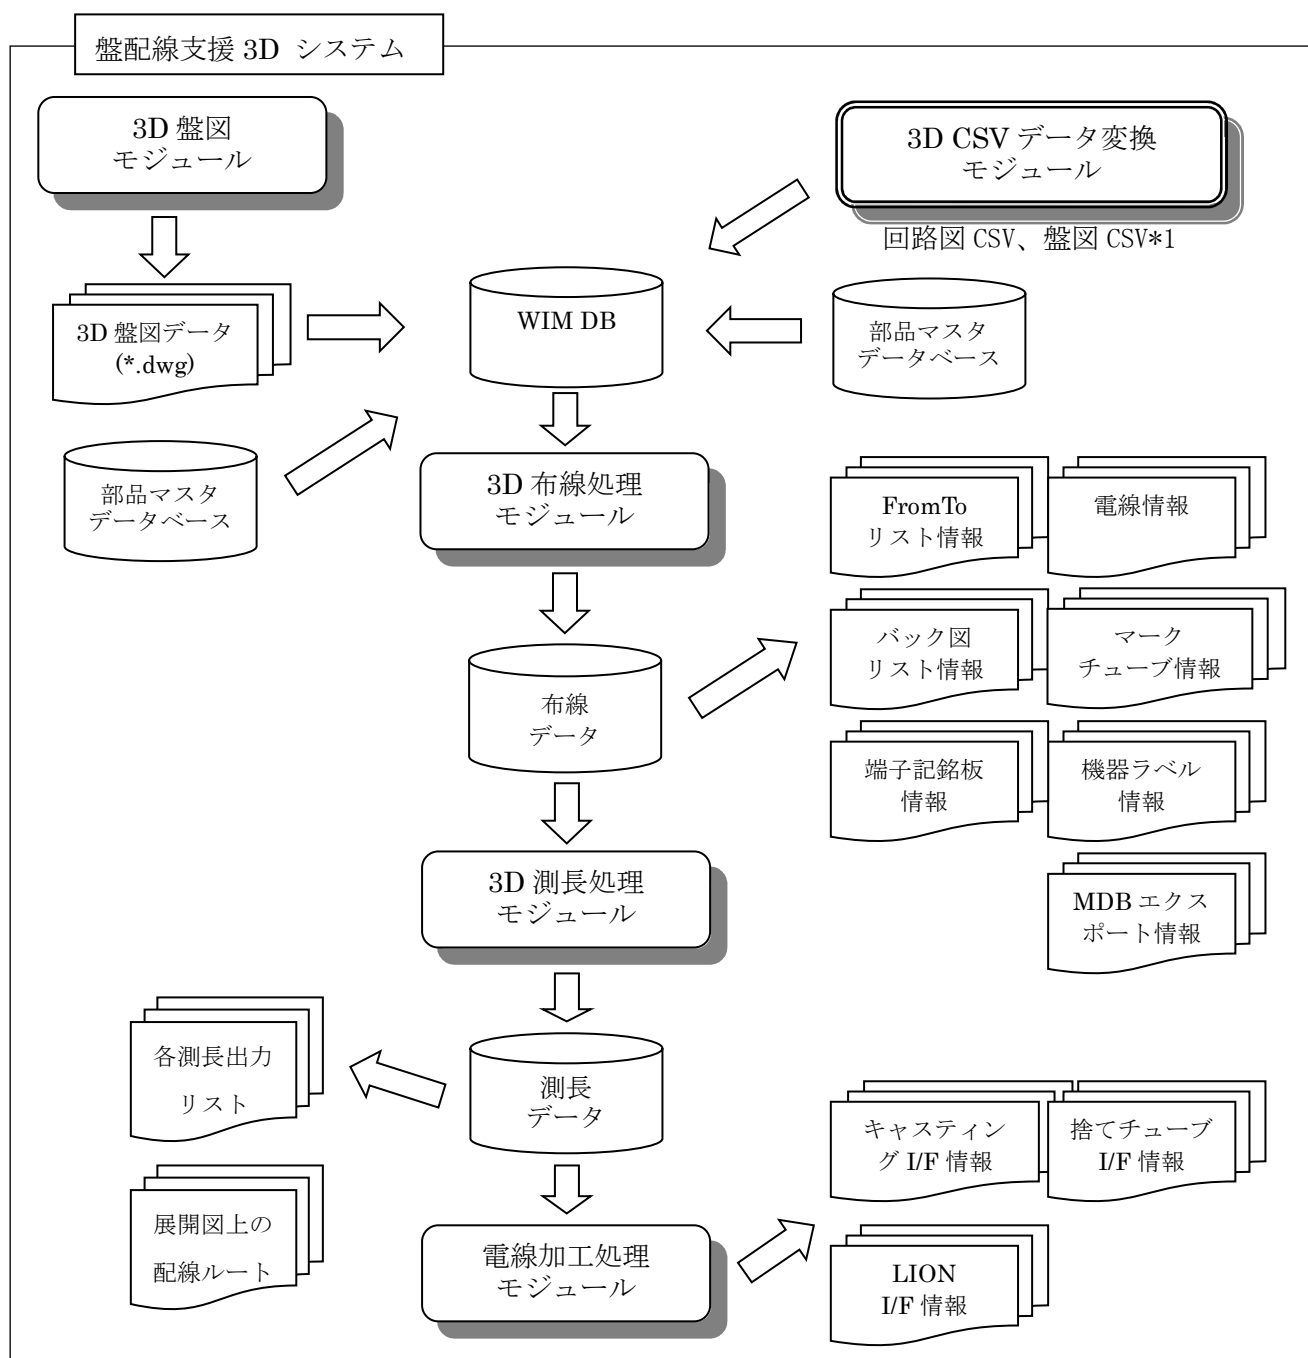 盤配線支援 3D システム
3D 盤図
モジュール
3D CSV データ変換
モジュール
回路図 CSV、盤図 CSV*1
3D 盤図データ
(*.dwg)
WIM DB
部品マスタ
データベース
部品マスタ
データベース
3D 布線処理
モジュール
FromTo
リスト情報
電線情報
バック図
リスト情報
マーク
チューブ情報
布線
データ
端子記銘板
情報
機器ラベル
情報
3D 測長処理
モジュール
MDB エクス
ポート情報
各測長出力
リスト
測長
データ
キャスティン
グ I/F 情報
捨てチューブ
I/F 情報
展開図上の
配線ルート
電線加工処理
モジュール
LION
I/F 情報